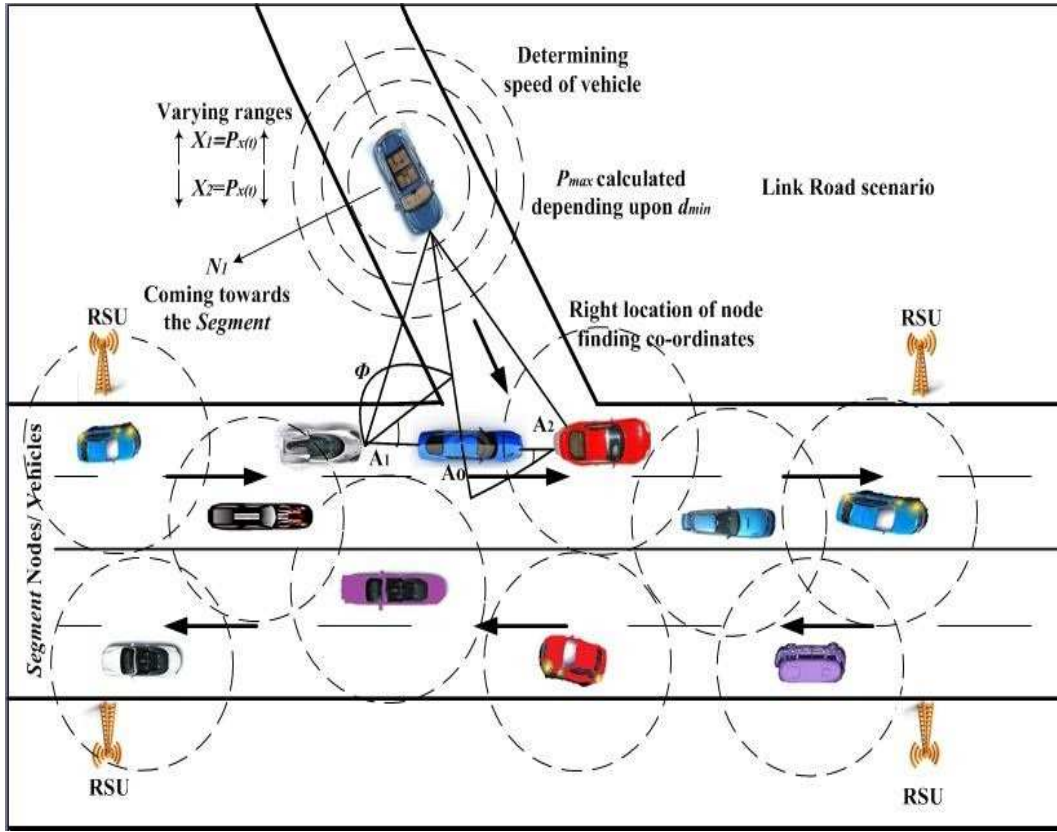 Determining
speed of vehicle
Varying ranges
X1=Px(t)
X2=Px(t)
Pmax calculated
depending upon dmin
Link Road scenario
N1
Coming towards
the Segment
Right location of node
finding co-ordinates
RSU
RSU
Φ
A1
A0
A2
Segment Nodes/ Vehicles
RSU
RSU